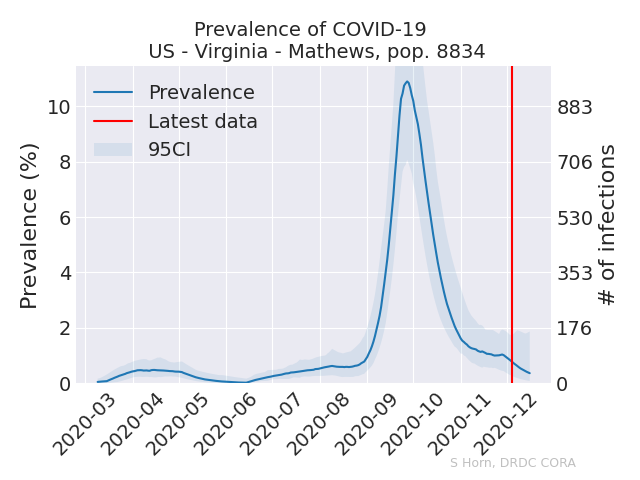 Prevalence of COVID-19
US - Virginia - Mathews, pop. 8834
Prevalence
Latest data
95CI
Prevalence (%)
10
8
6
4
2
0
883
706
530
353
176
0
# of infections
2020-03
2020-04
2020-05
2020-06
2020-07
2020-08
2020-09
2020-10
2020-11
2020-12
S Horn, DRDC CORA